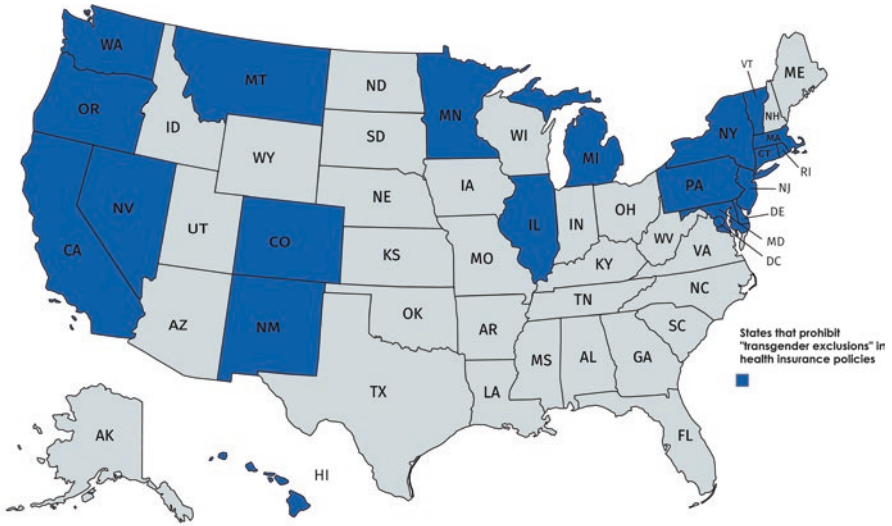 WA
MT
ND
ME
VT
OR
MN
ID
SD
WI
NH
NY
MA
WY
MI
CT
RI
IA
PA
NJ
NE
NV
OH
DE
IL
IN
UT
CO
MD
CA
WV
KS
MO
VA
DC
KY
NC
TN
AZ
OK
NM
AR
SC
States that prohibit
"transgender exclusions" in
health insurance policies
MS
AL
GA
TX
LA
AK
FL
HI